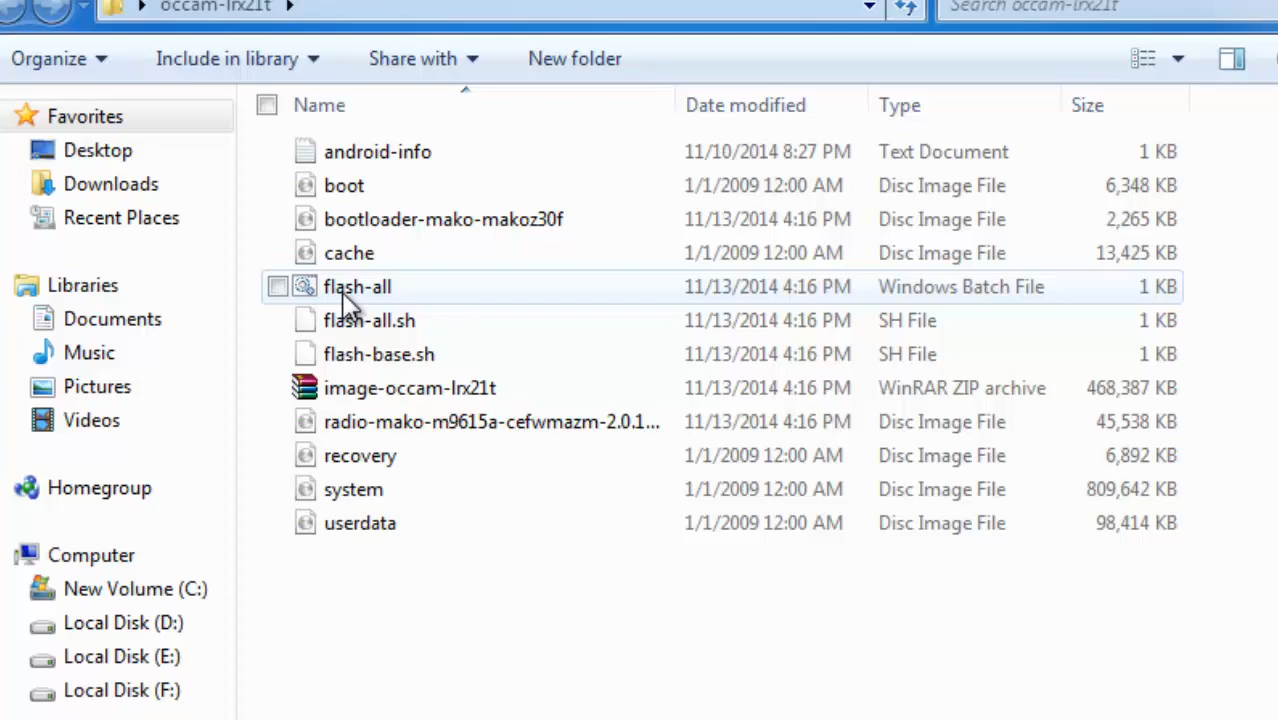 occam-lrx21t
Search occam-lrx21t
Organize Include in library Share with New folder
Name Date modified Type Size
Favorites
Desktop
Downloads
Recent Places
Libraries
Documents
Music
Pictures
Videos
Homegroup
Computer
New Volume (C:)
Local Disk (D:)
Local Disk (E:)
Local Disk (F:)
android-info 11/10/2014 8:27 PM Text Document 1 KB
boot 1/1/2009 12:00 AM Disc Image File 6,348 KB
bootloader-mako-makoz30f 11/13/2014 4:16 PM Disc Image File 2,265 KB
cache 1/1/2009 12:00 AM Disc Image File 13,425 KB
flash-all 11/13/2014 4:16 PM Windows Batch File 1 KB
flash-all.sh 11/13/2014 4:16 PM SH File 1 KB
flash-base.sh 11/13/2014 4:16 PM SH File 1 KB
image-occam-lrx21t 11/13/2014 4:16 PM WinRAR ZIP archive 468,387 KB
radio-mako-m9615a-cefwmazm-2.0.1... 11/13/2014 4:16 PM Disc Image File 45,538 KB
recovery 1/1/2009 12:00 AM Disc Image File 6,892 KB
system 1/1/2009 12:00 AM Disc Image File 809,642 KB
userdata 1/1/2009 12:00 AM Disc Image File 98,414 KB